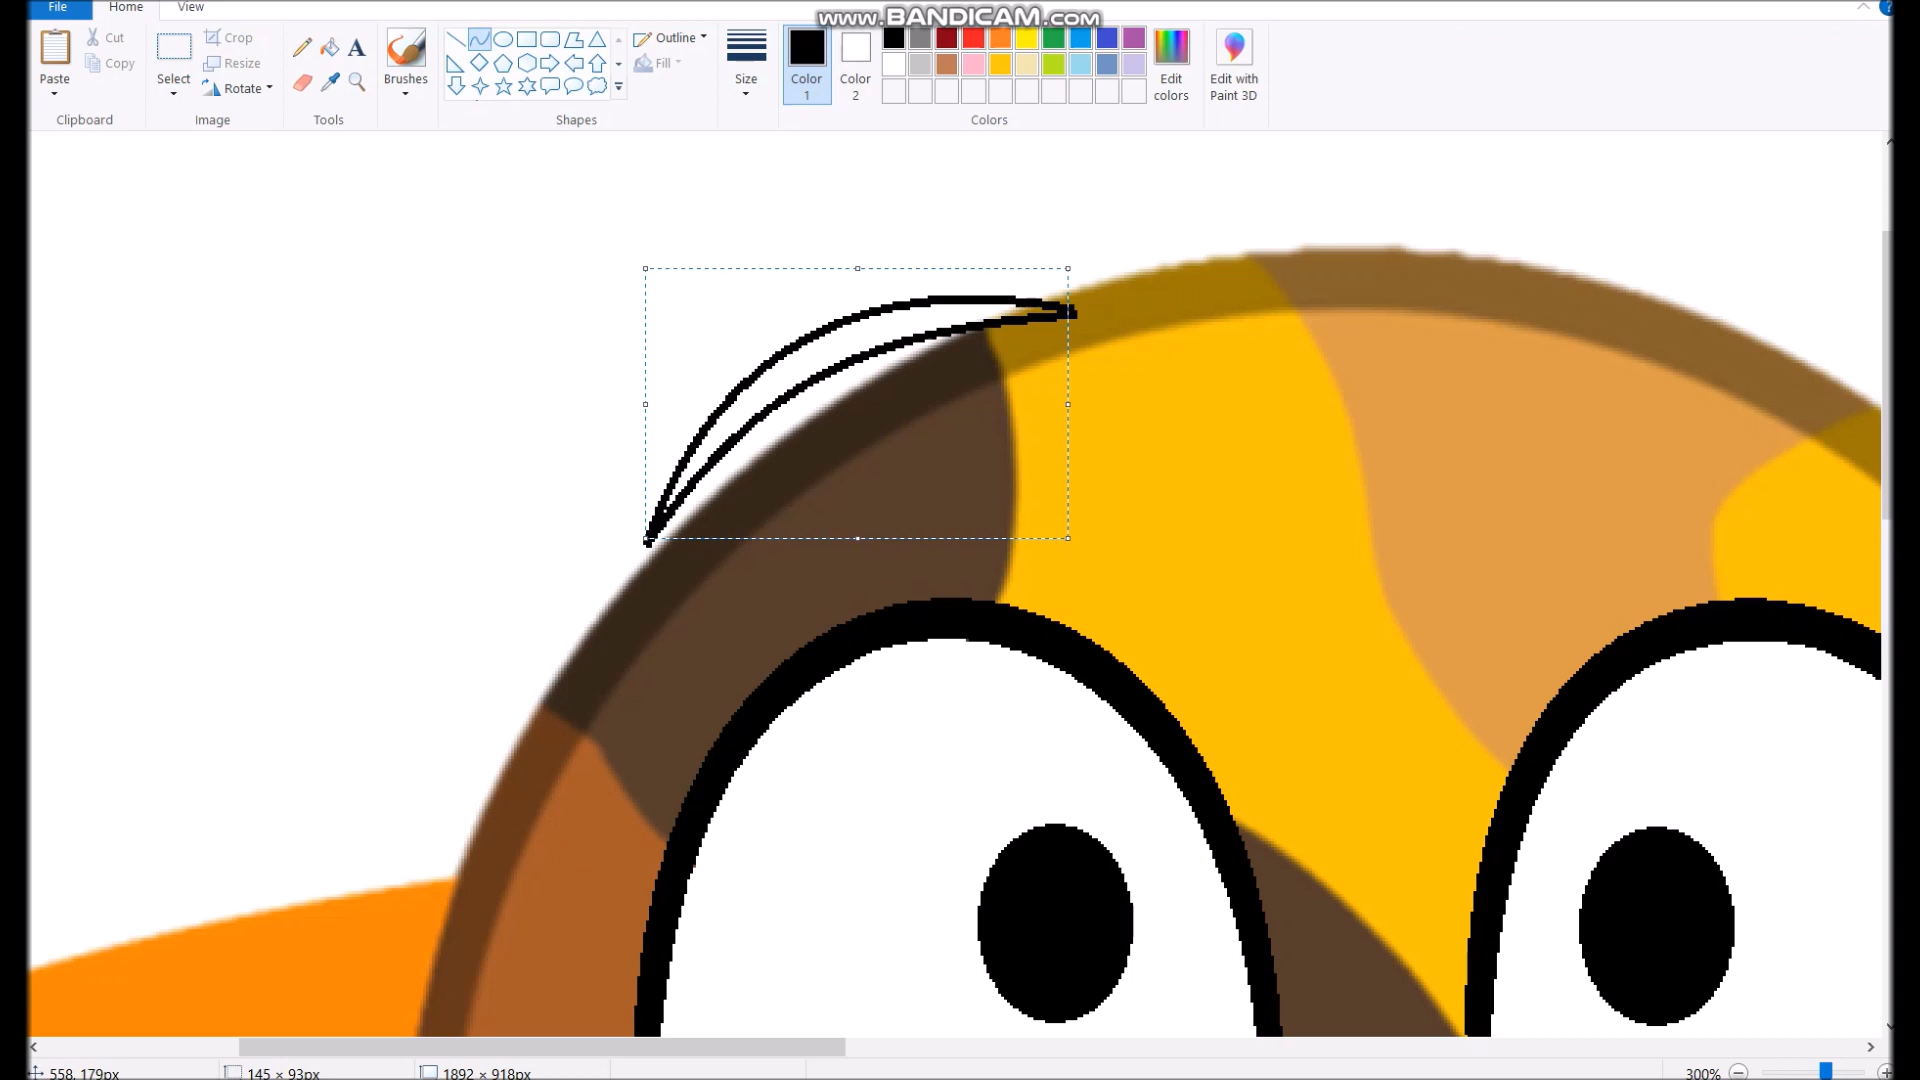 www.BANDICAM.com
File Home View
Paste
Cut
Copy
Clipboard
Select
Crop
Resize
Rotate
Image
A
Tools
Brushes
Outline
Fill
Shapes
Size
Color 1
Color 2
Edit colors
Colors
Edit with Paint 3D
?
558, 179px 145 × 93px 1892 × 918px 300%